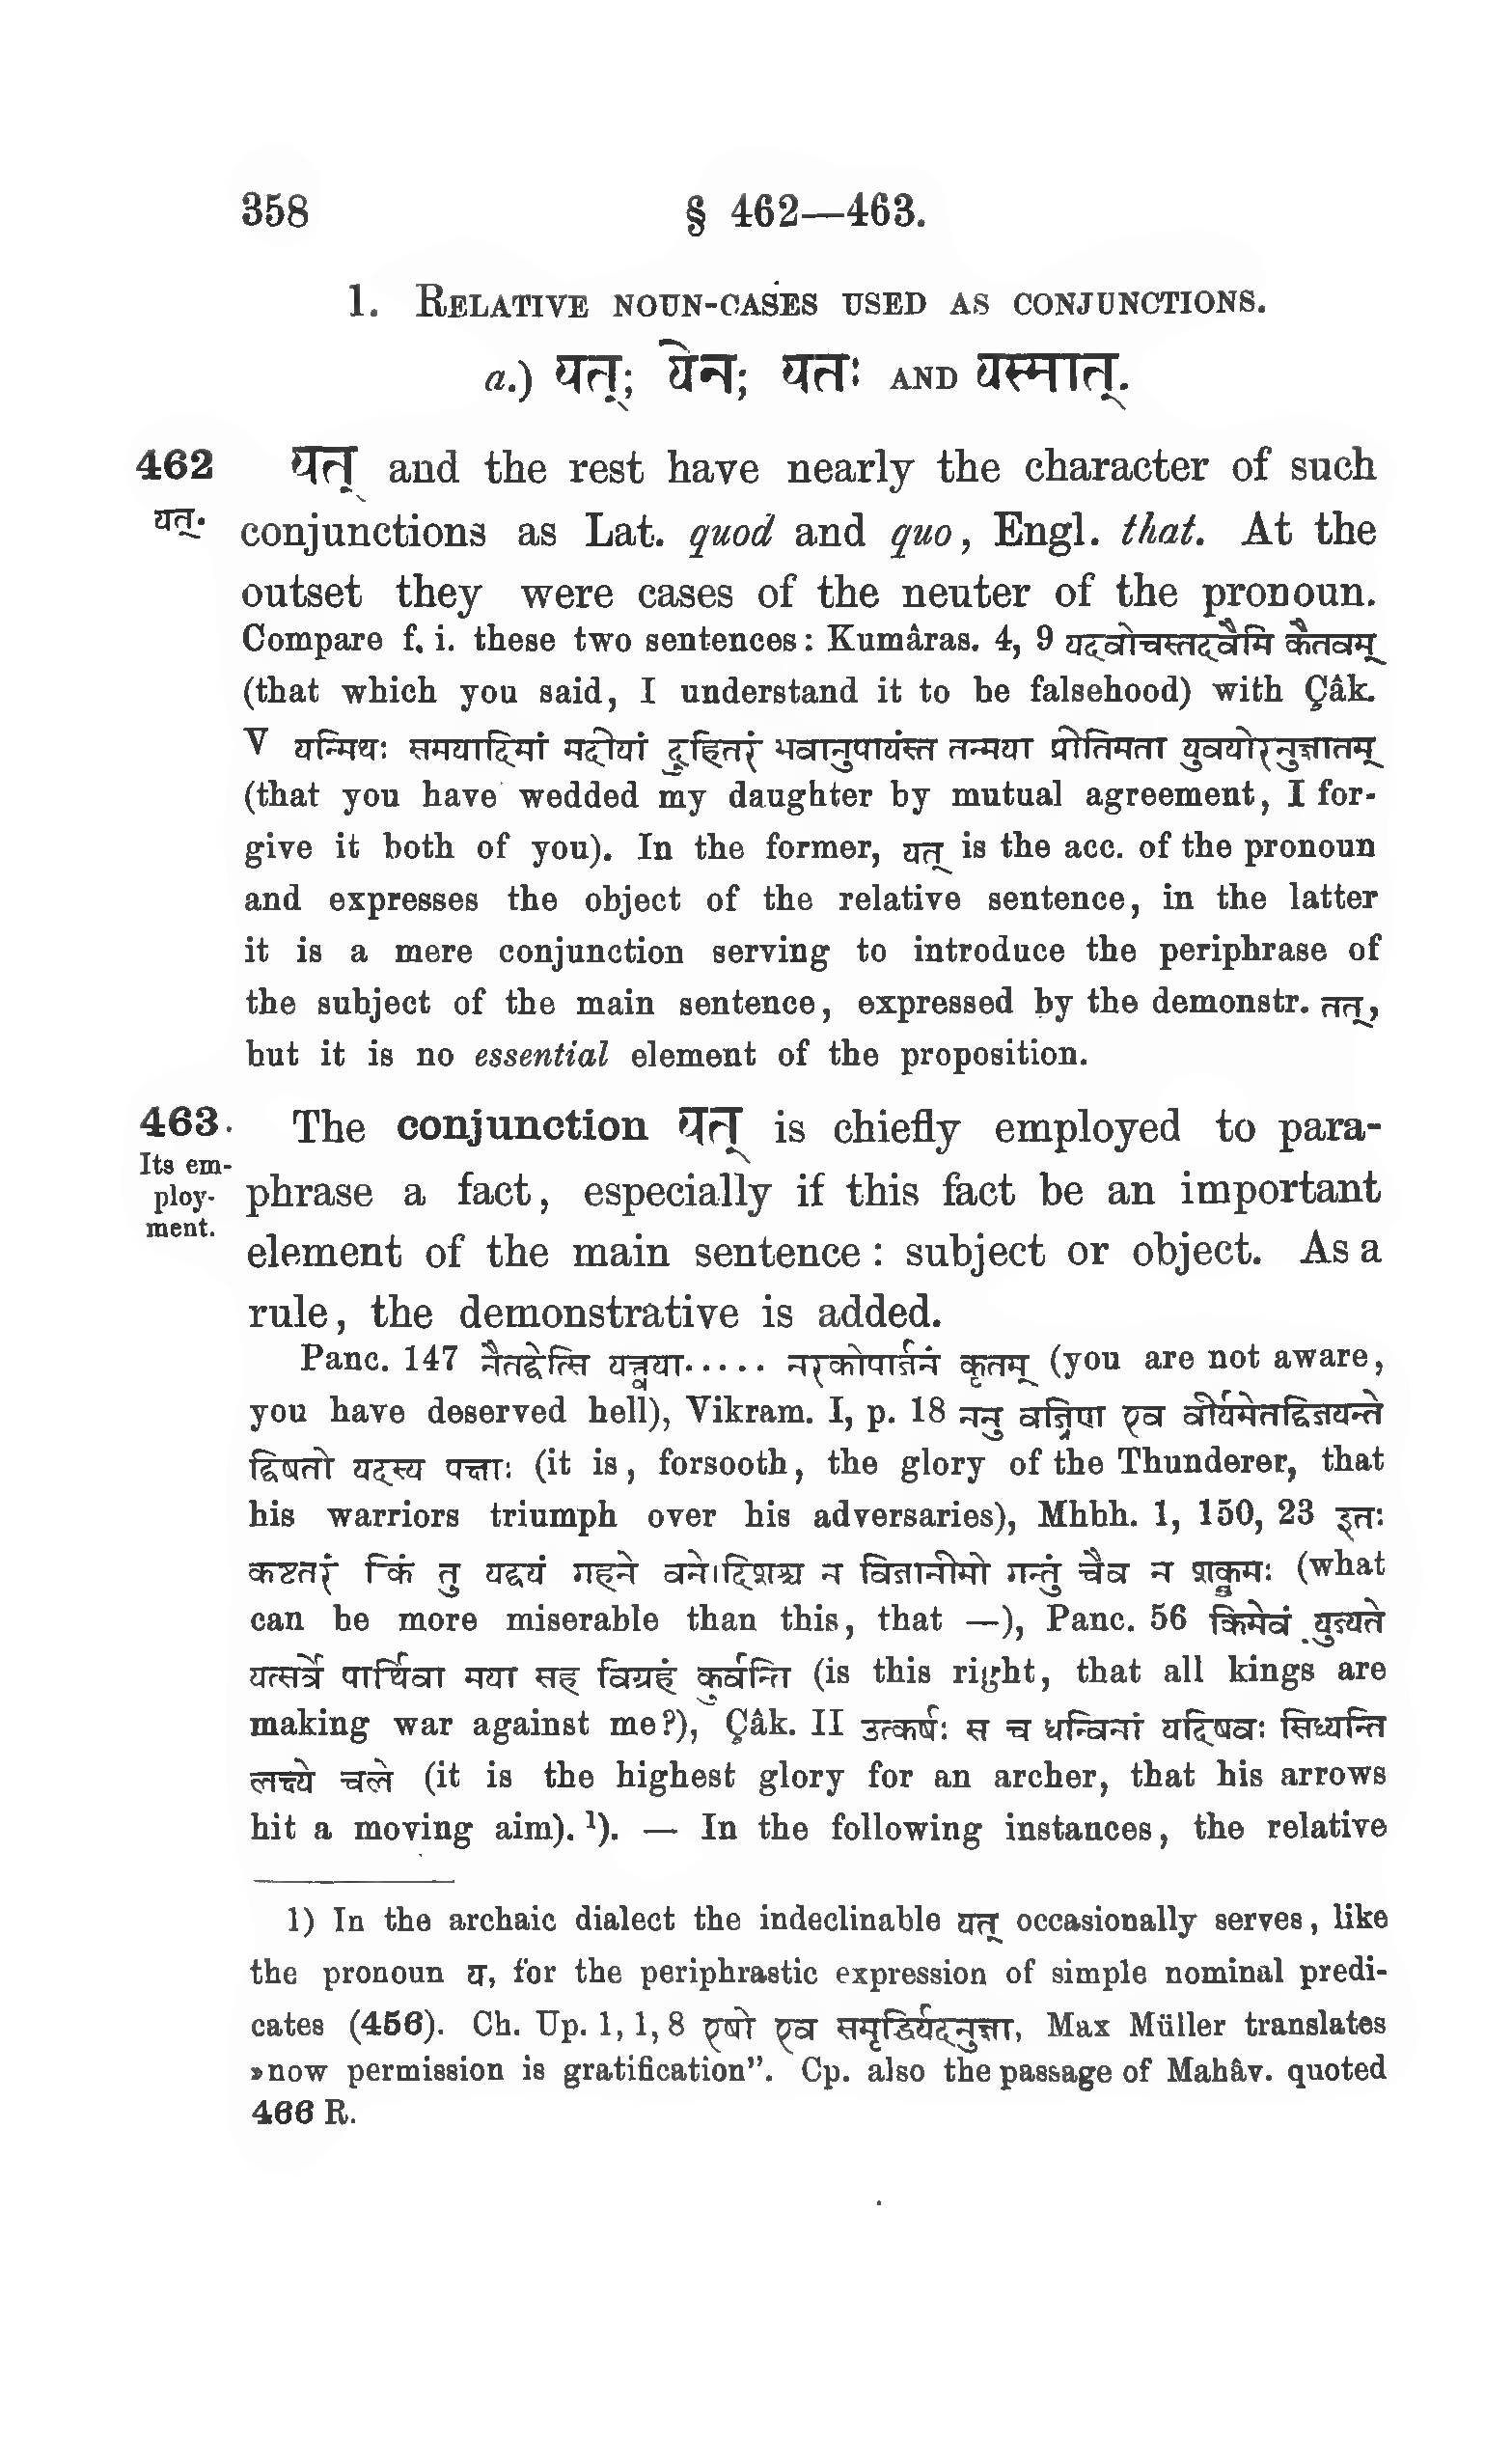 358 § 462—463.
1. RELATIVE NOUN-CASES USED AS CONJUNCTIONS.
a.) यत्; येन; यतः AND यस्मात्.
462 यत् and the rest have nearly the character of such
यत्. conjunctions as Lat. quod and quo, Engl. that. At the
outset they were cases of the neuter of the pronoun.
Compare f. i. these two sentences: Kumâras. 4, 9 यदवोचस्तदवैमि कैतवम्
(that which you said, I understand it to be falsehood) with Çâk.
V यन्मिथः समयादिमां मदीयां दुहितरं भवानुपायंस्त तन्मया प्रीतिमता युवयोरनुज्ञातम्
(that you have wedded my daughter by mutual agreement, I for-
give it both of you). In the former, यत् is the acc. of the pronoun
and expresses the object of the relative sentence, in the latter
it is a mere conjunction serving to introduce the periphrase of
the subject of the main sentence, expressed by the demonstr. तत्,
but it is no essential element of the proposition.
463. The conjunction यत् is chiefly employed to para-
Its em-
ploy- phrase a fact, especially if this fact be an important
ment.
element of the main sentence: subject or object. As a
rule, the demonstrative is added.
Panc. 147 नैतद्वेत्सि यत्त्वया..... नरकोपार्जनं कृतम् (you are not aware,
you have deserved hell), Vikram. I, p. 18 ननु वज्रिण एव वीर्यमेतद्विजयन्ते
द्विषतो यदस्य पक्षाः (it is, forsooth, the glory of the Thunderer, that
his warriors triumph over his adversaries), Mhbh. 1, 150, 23 इतः
कष्टतरं किं नु यद्वयं गहने वने।दिशश्च न विजानीमो गन्तुं चैव न शक्नुमः (what
can be more miserable than this, that —), Panc. 56 किमेवं युज्यते
यत्सर्वे पार्थिवा मया सह विग्रहं कुर्वन्ति (is this right, that all kings are
making war against me?), Çâk. II उत्कर्षः स च धन्विनां यदिषवः सिध्यन्ति
लक्ष्ये चले (it is the highest glory for an archer, that his arrows
hit a moving aim). ¹). — In the following instances, the relative
1) In the archaic dialect the indeclinable यत् occasionally serves, like
the pronoun य, for the periphrastic expression of simple nominal predi-
cates (456). Ch. Up. 1, 1, 8 एषो एव समृद्धिर्यदनुज्ञा, Max Müller translates
»now permission is gratification”. Cp. also the passage of Mahâv. quoted
466 R.